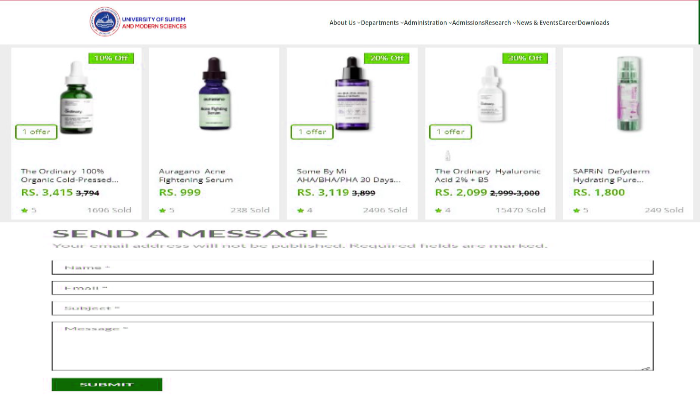 UNIVERSITY OF SUFISM
AND MODERN SCIENCES
About Us Departments Administration Admissions Research News & Events Career Downloads
10% Off
1 offer
The Ordinary 100%
Organic Cold-Pressed...
RS. 3,415 3,794
5 1696 Sold
Auragano Acne
Fightening Serum
RS. 999
5 238 Sold
20% Off
1 offer
Some By Mi
AHA/BHA/PHA 30 Days...
RS. 3,119 3,899
4 2496 Sold
30% Off
1 offer
The Ordinary Hyaluronic
Acid 2% + B5
RS. 2,099 2,999-3,000
4 15470 Sold
SAFRiN Defyderm
Hydrating Pure...
RS. 1,800
5 249 Sold
SEND A MESSAGE
Your email address will not be published. Required fields are marked.
Name *
Email *
Subject *
Message *
SUBMIT